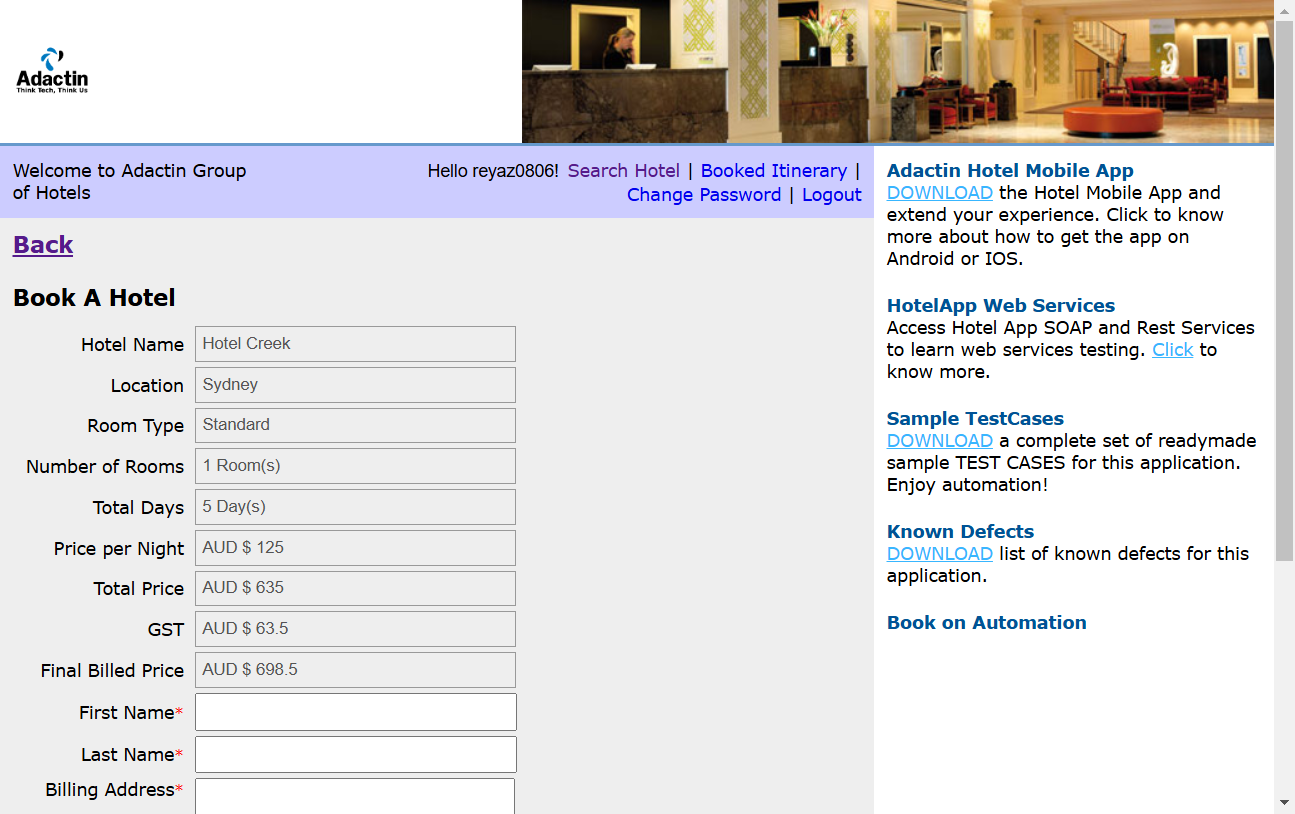 Adactin
Think Tech, Think Us
Welcome to Adactin Group
of Hotels
Hello reyaz0806! Search Hotel | Booked Itinerary |
Change Password | Logout
Back
Book A Hotel
Hotel Name Hotel Creek
Location Sydney
Room Type Standard
Number of Rooms 1 Room(s)
Total Days 5 Day(s)
Price per Night AUD $ 125
Total Price AUD $ 635
GST AUD $ 63.5
Final Billed Price AUD $ 698.5
First Name*
Last Name*
Billing Address*
Adactin Hotel Mobile App
DOWNLOAD the Hotel Mobile App and
extend your experience. Click to know
more about how to get the app on
Android or IOS.
HotelApp Web Services
Access Hotel App SOAP and Rest Services
to learn web services testing. Click to
know more.
Sample TestCases
DOWNLOAD a complete set of readymade
sample TEST CASES for this application.
Enjoy automation!
Known Defects
DOWNLOAD list of known defects for this
application.
Book on Automation